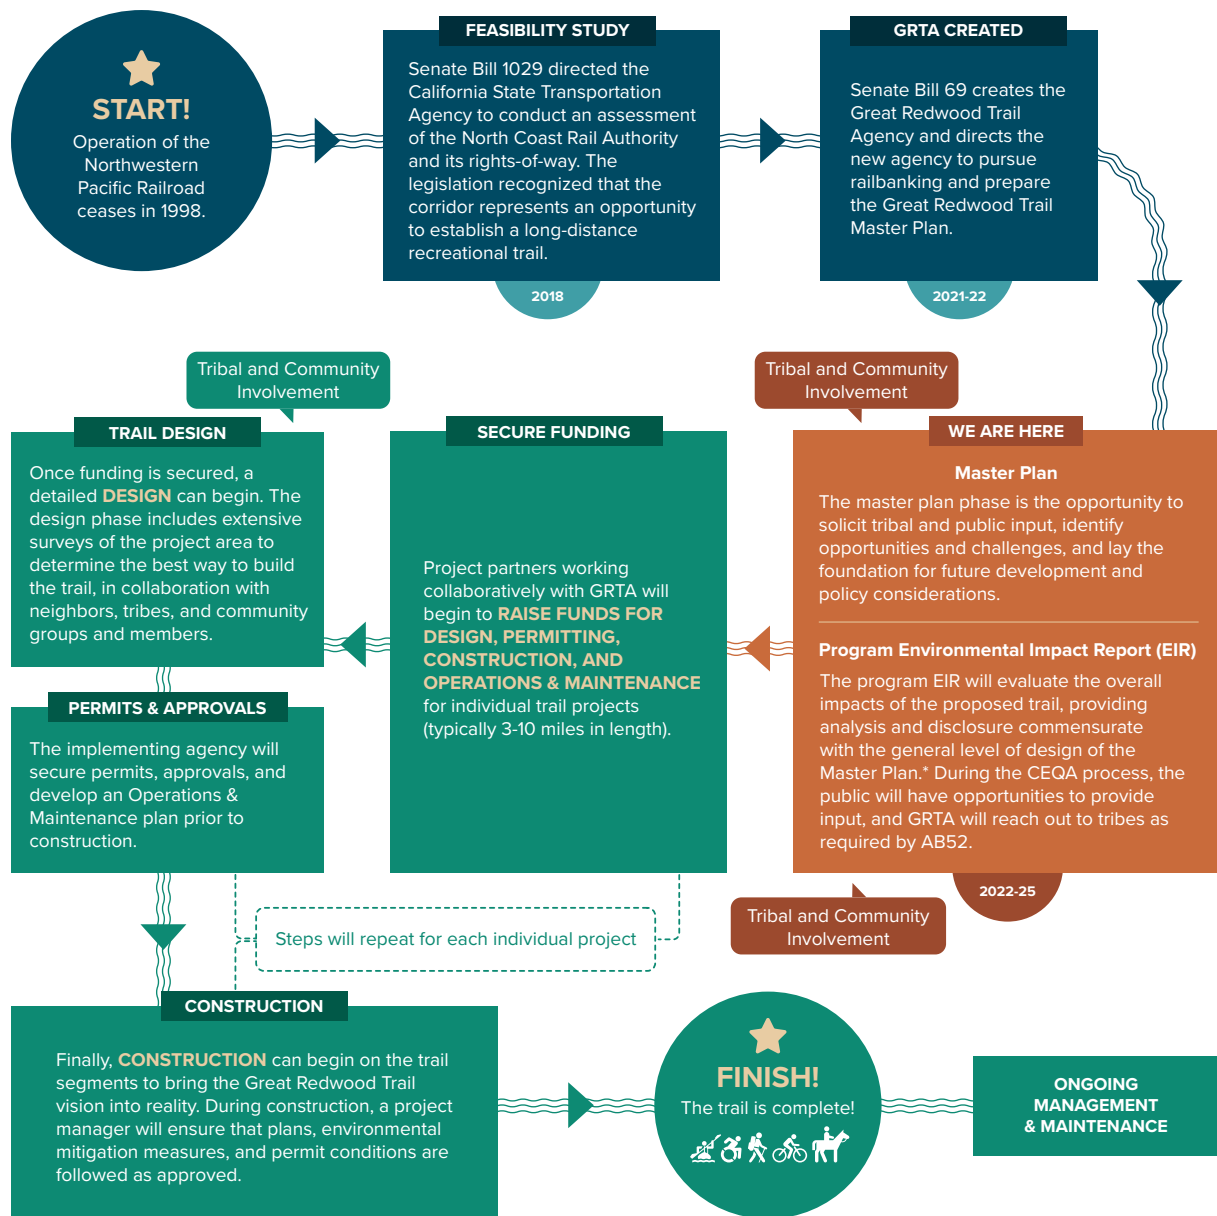 START!
Operation of the
Northwestern
Pacific Railroad
ceases in 1998.
FEASIBILITY STUDY
Senate Bill 1029 directed the
California State Transportation
Agency to conduct an assessment
of the North Coast Rail Authority
and its rights-of-way. The
legislation recognized that the
corridor represents an opportunity
to establish a long-distance
recreational trail.
2018
GRTA CREATED
Senate Bill 69 creates the
Great Redwood Trail
Agency and directs the
new agency to pursue
railbanking and prepare
the Great Redwood Trail
Master Plan.
2021-22
Tribal and Community
Involvement
WE ARE HERE
Master Plan
The master plan phase is the opportunity to
solicit tribal and public input, identify
opportunities and challenges, and lay the
foundation for future development and
policy considerations.
Program Environmental Impact Report (EIR)
The program EIR will evaluate the overall
impacts of the proposed trail, providing
analysis and disclosure commensurate
with the general level of design of the
Master Plan.* During the CEQA process, the
public will have opportunities to provide
input, and GRTA will reach out to tribes as
required by AB52.
2022-25
Tribal and Community
Involvement
SECURE FUNDING
Project partners working
collaboratively with GRTA will
begin to RAISE FUNDS FOR
DESIGN, PERMITTING,
CONSTRUCTION, AND
OPERATIONS & MAINTENANCE
for individual trail projects
(typically 3-10 miles in length).
Tribal and Community
Involvement
TRAIL DESIGN
Once funding is secured, a
detailed DESIGN can begin. The
design phase includes extensive
surveys of the project area to
determine the best way to build
the trail, in collaboration with
neighbors, tribes, and community
groups and members.
PERMITS & APPROVALS
The implementing agency will
secure permits, approvals, and
develop an Operations &
Maintenance plan prior to
construction.
Steps will repeat for each individual project
CONSTRUCTION
Finally, CONSTRUCTION can begin on the trail
segments to bring the Great Redwood Trail
vision into reality. During construction, a project
manager will ensure that plans, environmental
mitigation measures, and permit conditions are
followed as approved.
FINISH!
The trail is complete!
ONGOING
MANAGEMENT
& MAINTENANCE